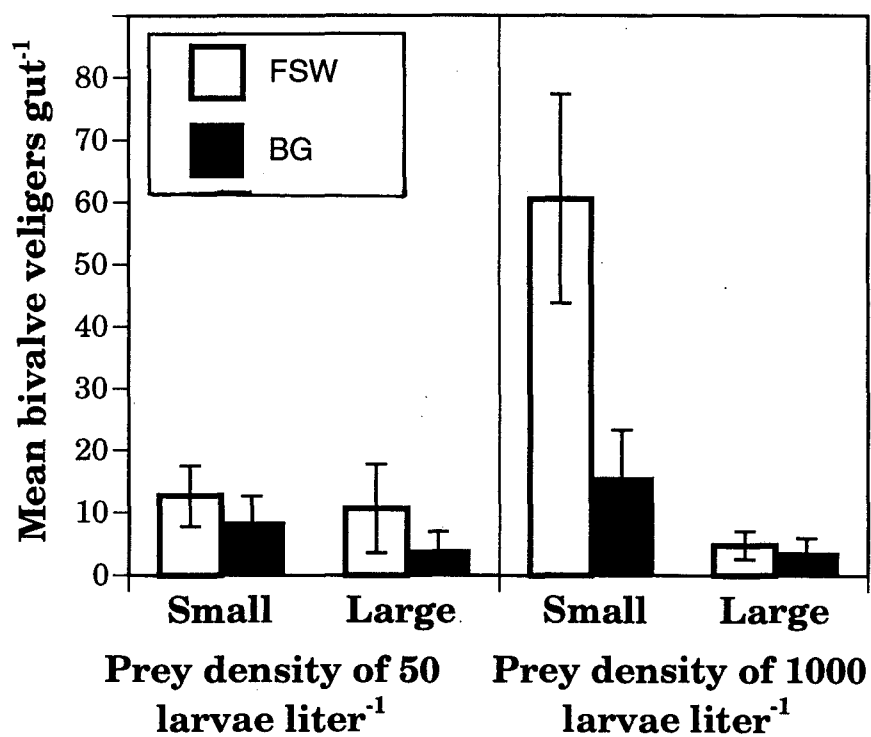 Mean bivalve veligers gut⁻¹
80
70
60
50
40
30
20
10
0
FSW
BG
Small Large Small Large
Prey density of 50
larvae liter⁻¹
Prey density of 1000
larvae liter⁻¹